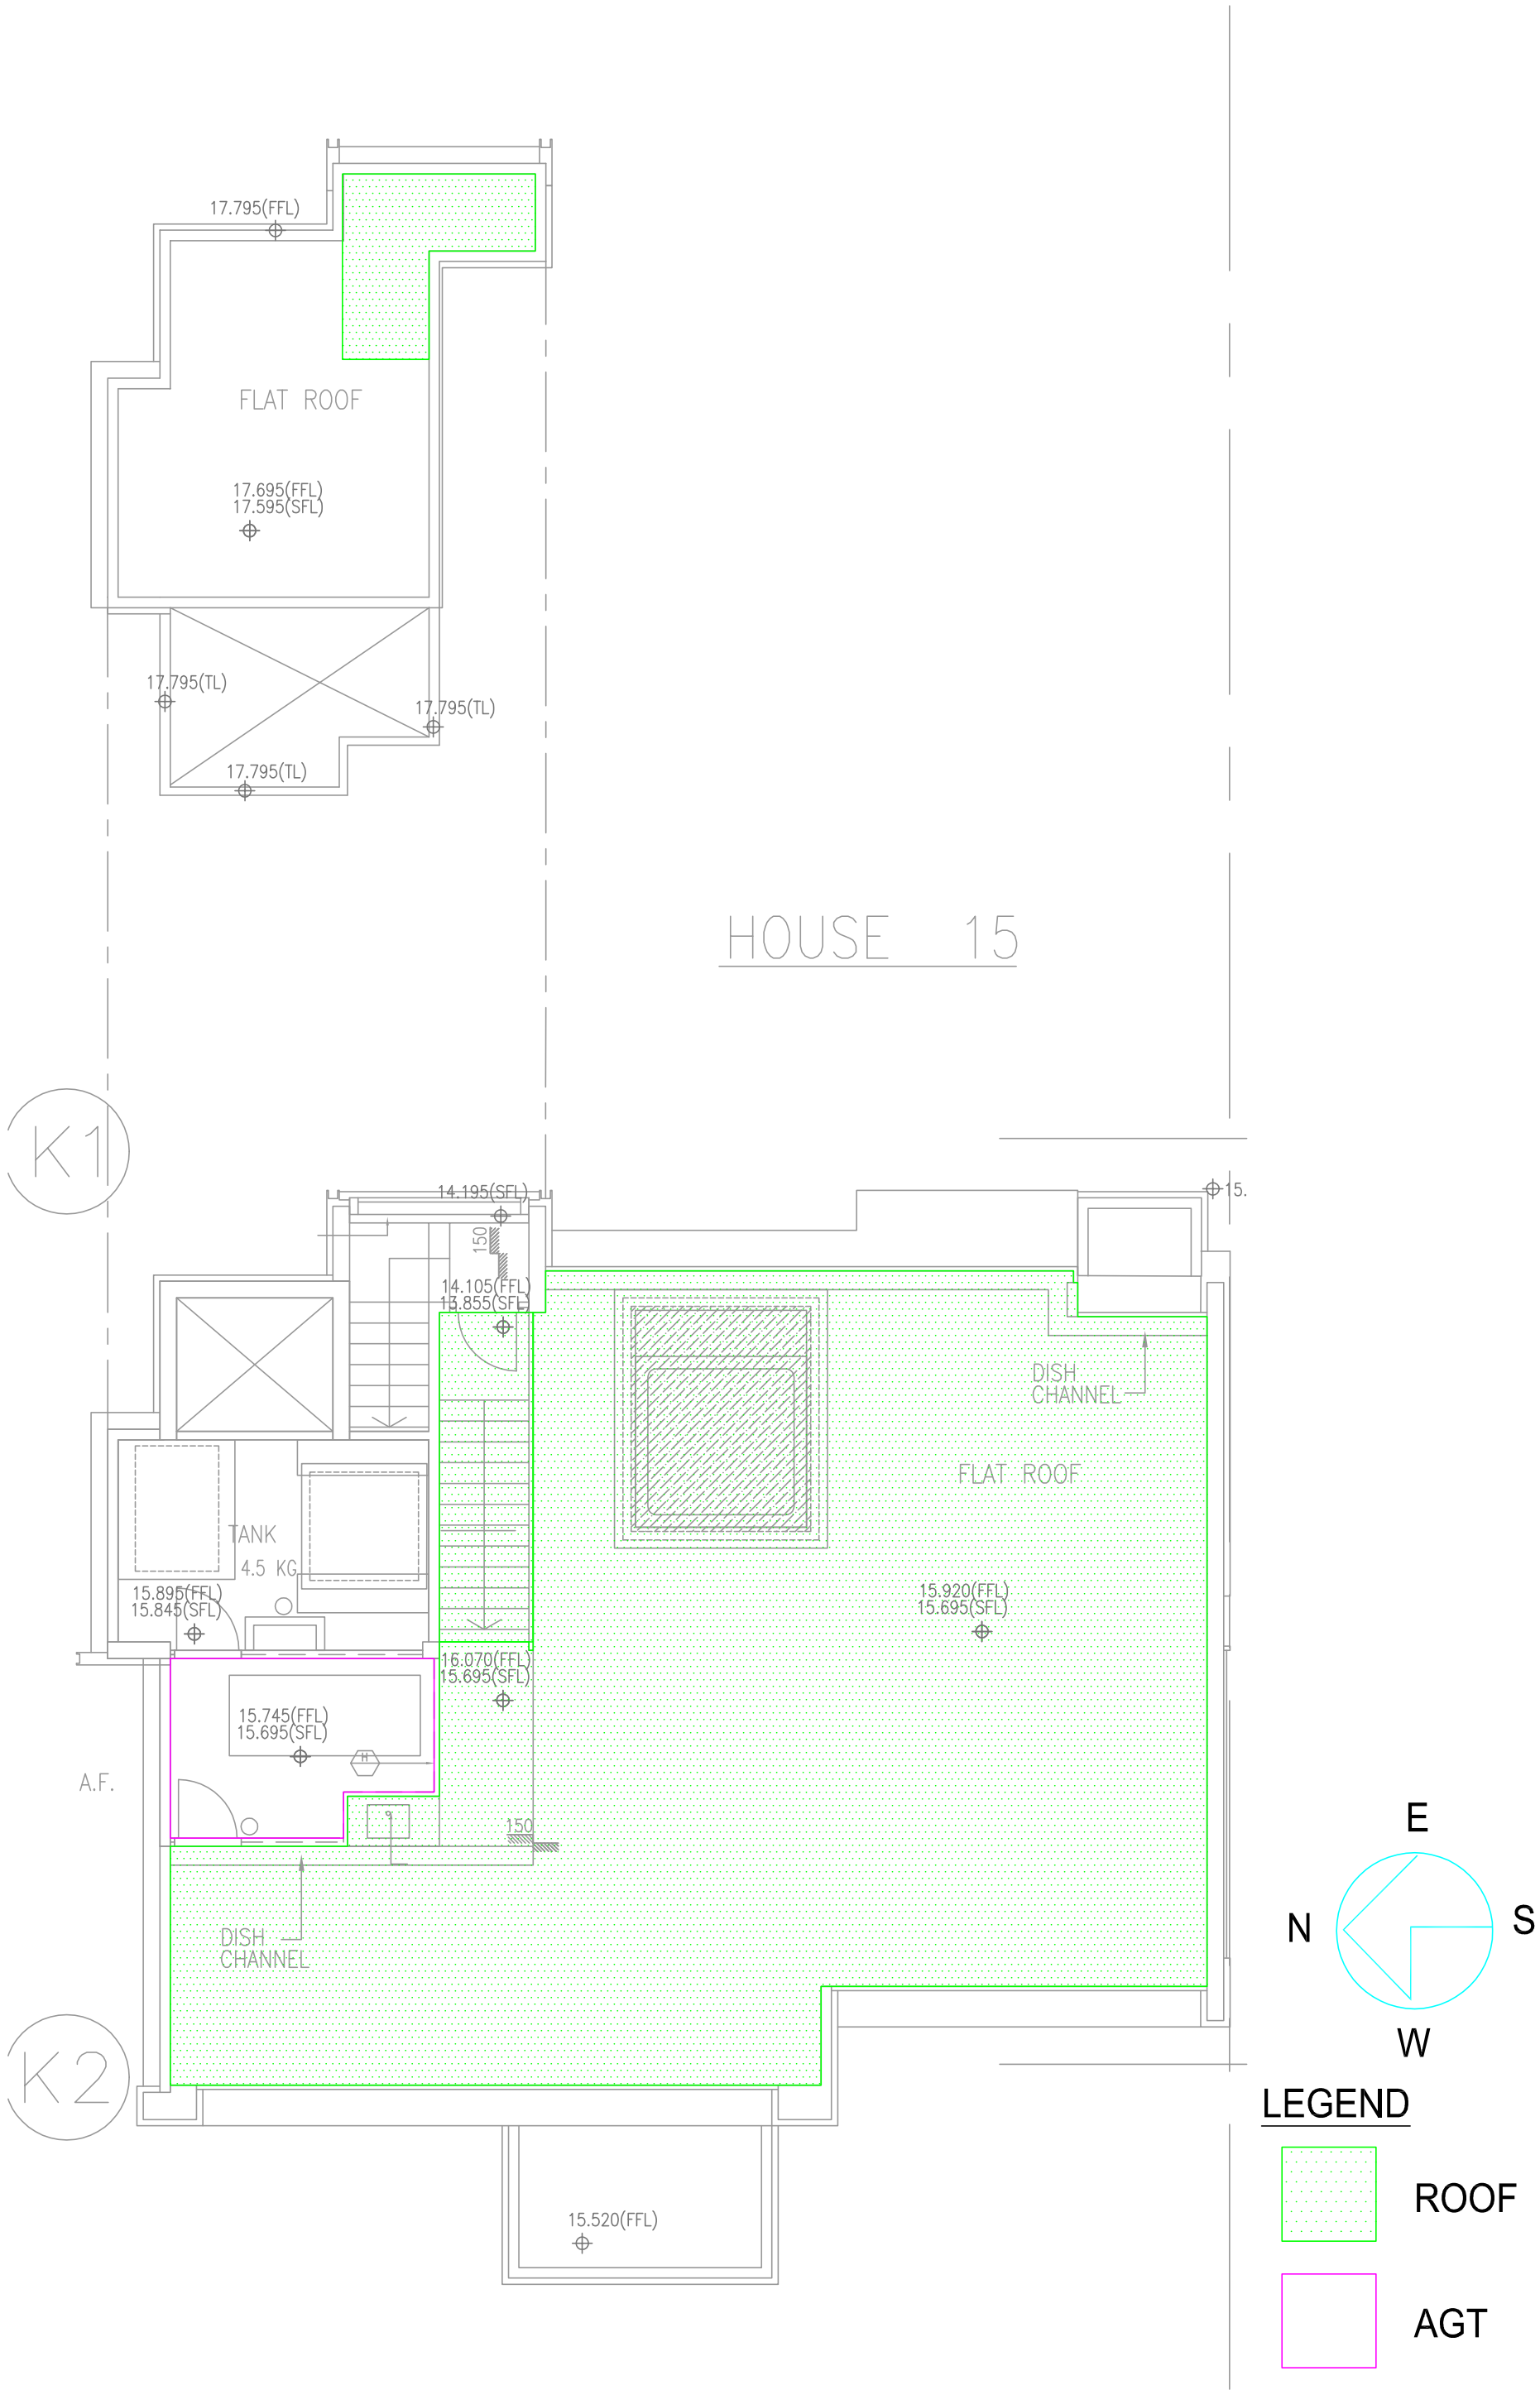 17.795(FFL)
FLAT ROOF
17.695(FFL)
17.595(SFL)
17.795(TL)
17.795(TL)
17.795(TL)
HOUSE 15
K1
14.195(SFL)
15.
150
14.105(FFL)
13.855(SFL)
DISH
CHANNEL
FLAT ROOF
TANK
4.5 KG
15.895(FFL)
15.845(SFL)
15.920(FFL)
15.695(SFL)
16.070(FFL)
15.695(SFL)
15.745(FFL)
15.695(SFL)
H
A.F.
150
E
N
S
W
DISH
CHANNEL
K2
LEGEND
ROOF
15.520(FFL)
AGT